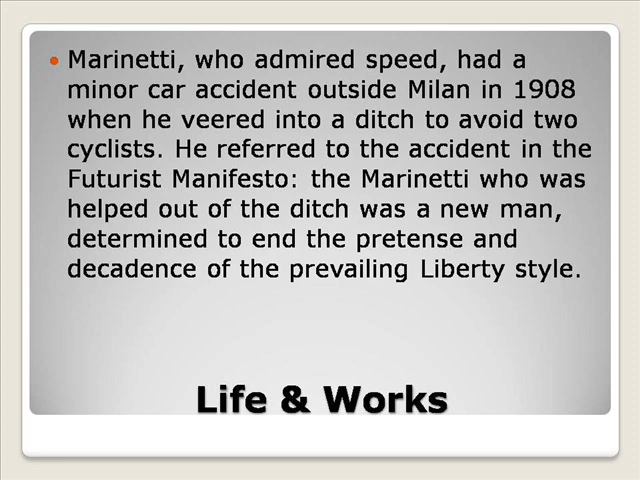 Marinetti, who admired speed, had a
minor car accident outside Milan in 1908
when he veered into a ditch to avoid two
cyclists. He referred to the accident in the
Futurist Manifesto: the Marinetti who was
helped out of the ditch was a new man,
determined to end the pretense and
decadence of the prevailing Liberty style.
Life & Works